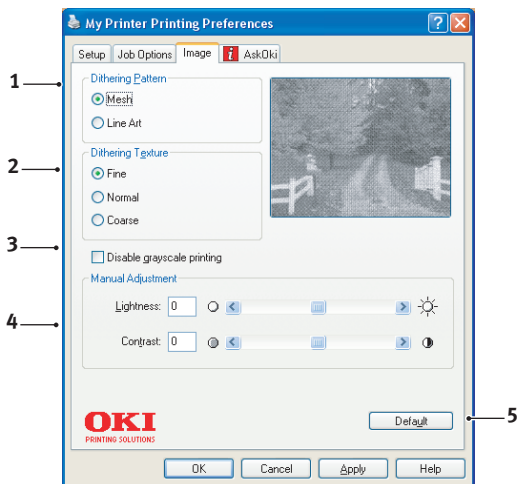 My Printer Printing Preferences
Setup Job Options Image AskOki
1
Dithering Pattern
Mesh
Line Art
2
Dithering Texture
Fine
Normal
Coarse
3
Disable grayscale printing
Manual Adjustment
Lightness: 0
4
Contrast: 0
OKI
PRINTING SOLUTIONS
Default
5
OK Cancel Apply Help